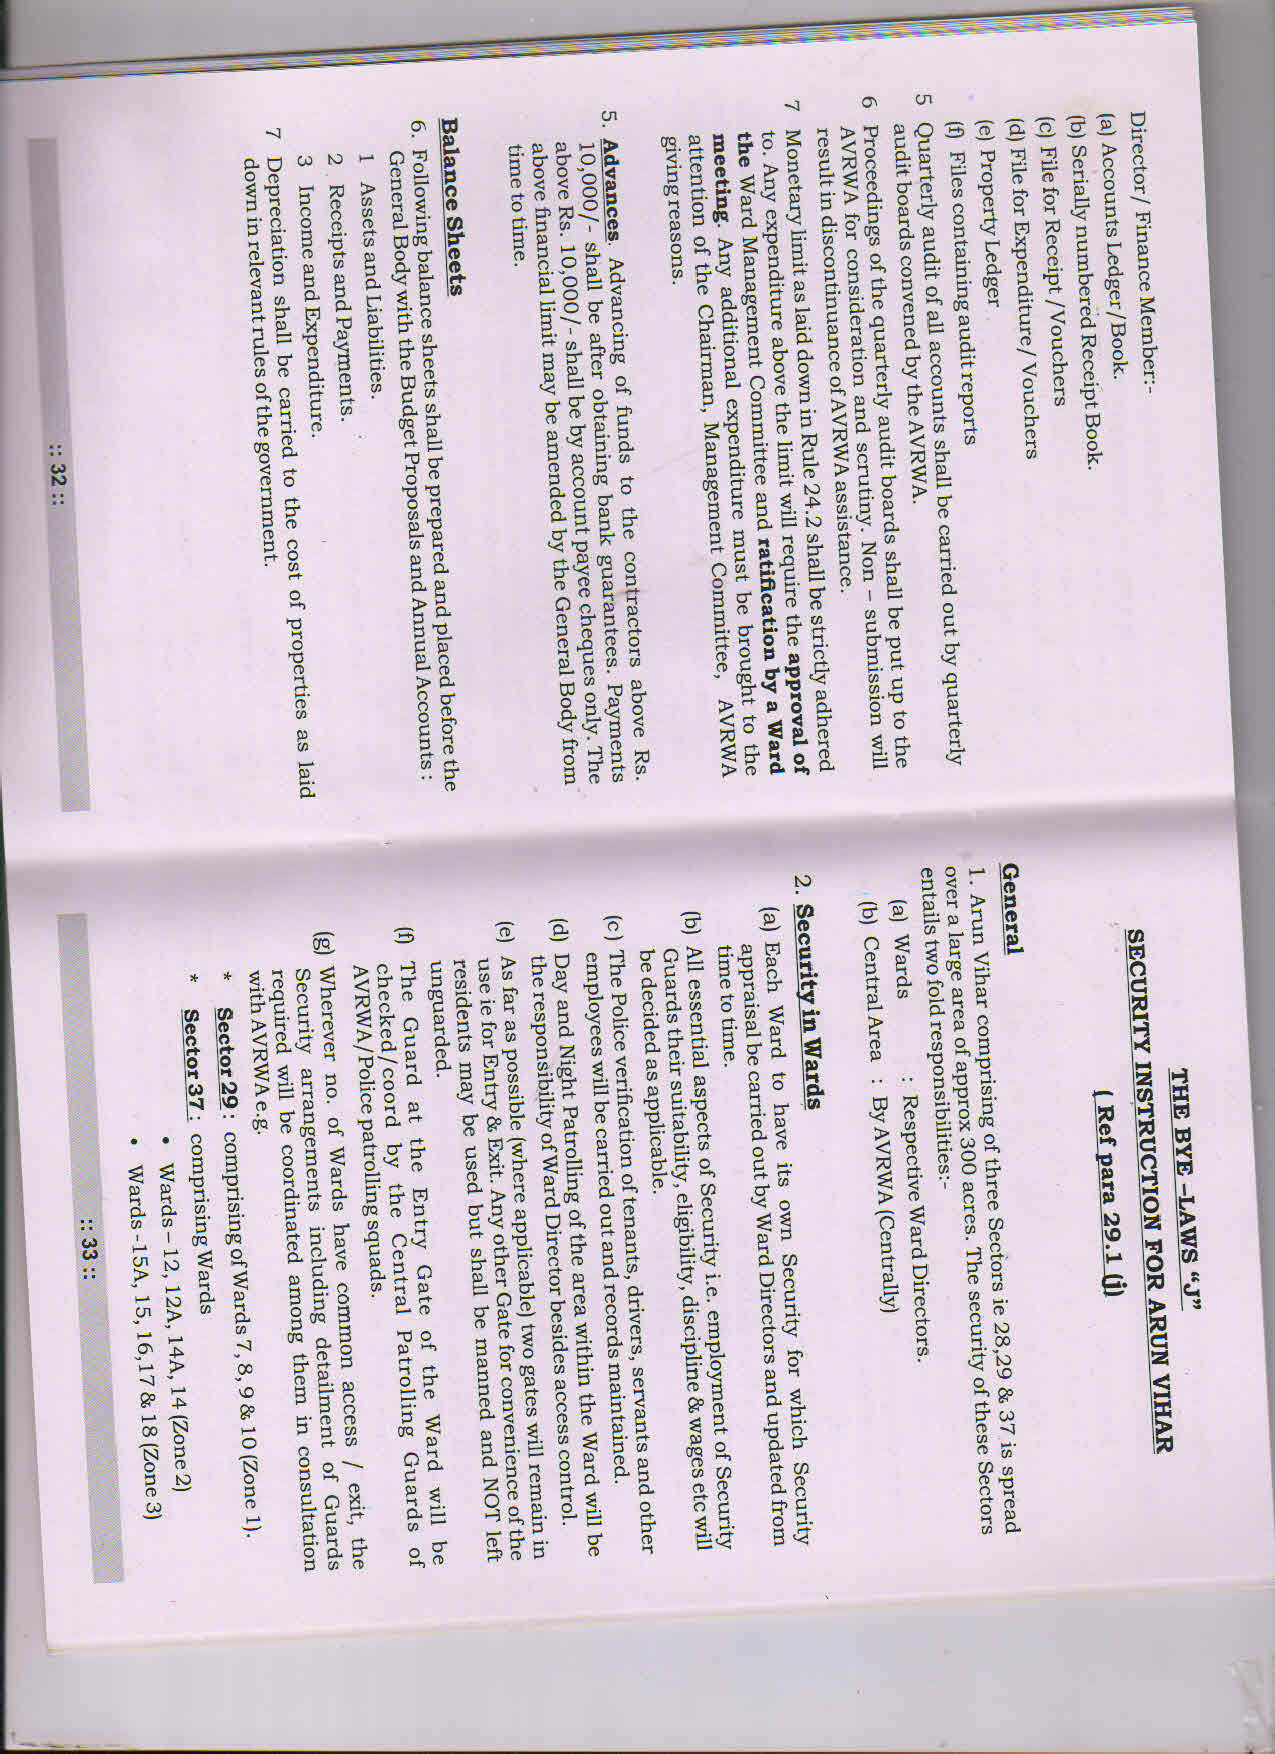 Director/ Finance Member:-
(a) Accounts Ledger/Book.
(b) Serially numbered Receipt Book.
(c) File for Receipt /Vouchers
(d) File for Expenditure/ Vouchers
(e) Property Ledger
(f) Files containing audit reports
5 Quarterly audit of all accounts shall be carried out by quarterly
audit boards convened by the AVRWA.
6 Proceedings of the quarterly audit boards shall be put up to the
AVRWA for consideration and scrutiny. Non – submission will
result in discontinuance of AVRWA assistance.
7 Monetary limit as laid down in Rule 24.2 shall be strictly adhered
to. Any expenditure above the limit will require the approval of
the Ward Management Committee and ratification by a Ward
meeting. Any additional expenditure must be brought to the
attention of the Chairman, Management Committee, AVRWA
giving reasons.
5. Advances. Advancing of funds to the contractors above Rs.
10,000/- shall be after obtaining bank guarantees. Payments
above Rs. 10,000/- shall be by account payee cheques only. The
above financial limit may be amended by the General Body from
time to time.
Balance Sheets
6. Following balance sheets shall be prepared and placed before the
General Body with the Budget Proposals and Annual Accounts :
1 Assets and Liabilities.
2 Receipts and Payments.
3 Income and Expenditure.
7 Depreciation shall be carried to the cost of properties as laid
down in relevant rules of the government.
:: 32 ::
THE BYE –LAWS “J”
SECURITY INSTRUCTION FOR ARUN VIHAR
( Ref para 29.1 (j)
General
1. Arun Vihar comprising of three Sectors ie 28,29 & 37 is spread
over a large area of approx 300 acres. The security of these Sectors
entails two fold responsibilities:-
(a) Wards : Respective Ward Directors.
(b) Central Area : By AVRWA (Centrally)
2. Security in Wards
(a) Each Ward to have its own Security for which Security
appraisal be carried out by Ward Directors and updated from
time to time.
(b) All essential aspects of Security i.e. employment of Security
Guards their suitability, eligibility, discipline & wages etc will
be decided as applicable.
(c) The Police verification of tenants, drivers, servants and other
employees will be carried out and records maintained.
(d) Day and Night Patrolling of the area within the Ward will be
the responsibility of Ward Director besides access control.
(e) As far as possible (where applicable) two gates will remain in
use ie for Entry & Exit. Any other Gate for convenience of the
residents may be used but shall be manned and NOT left
unguarded.
(f) The Guard at the Entry Gate of the Ward will be
checked/coord by the Central Patrolling Guards of
AVRWA/Police patrolling squads.
(g) Wherever no. of Wards have common access / exit, the
Security arrangements including detailment of Guards
required will be coordinated among them in consultation
with AVRWA e.g.
* Sector 29 : comprising of Wards 7, 8, 9 & 10 (Zone 1).
* Sector 37 : comprising Wards
• Wards – 12, 12A, 14A, 14 (Zone 2)
• Wards - 15A, 15, 16,17 & 18 (Zone 3)
:: 33 ::